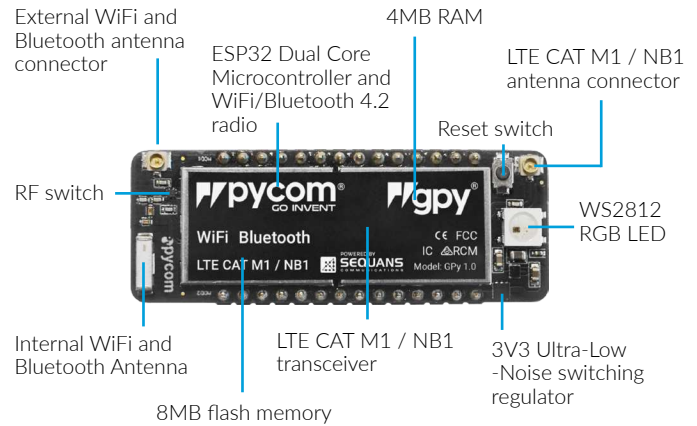 External WiFi and
Bluetooth antenna
connector
ESP32 Dual Core
Microcontroller and
WiFi/Bluetooth 4.2
radio
4MB RAM
LTE CAT M1 / NB1
antenna connector
Reset switch
RF switch
WS2812
RGB LED
pycom®
GO INVENT
gpy®
WiFi Bluetooth
CE FCC
IC RCM
LTE CAT M1 / NB1
POWERED BY
SEQUANS
COMMUNICATIONS
Model: GPy 1.0
pycom
Internal WiFi and
Bluetooth Antenna
LTE CAT M1 / NB1
transceiver
3V3 Ultra-Low
-Noise switching
regulator
8MB flash memory